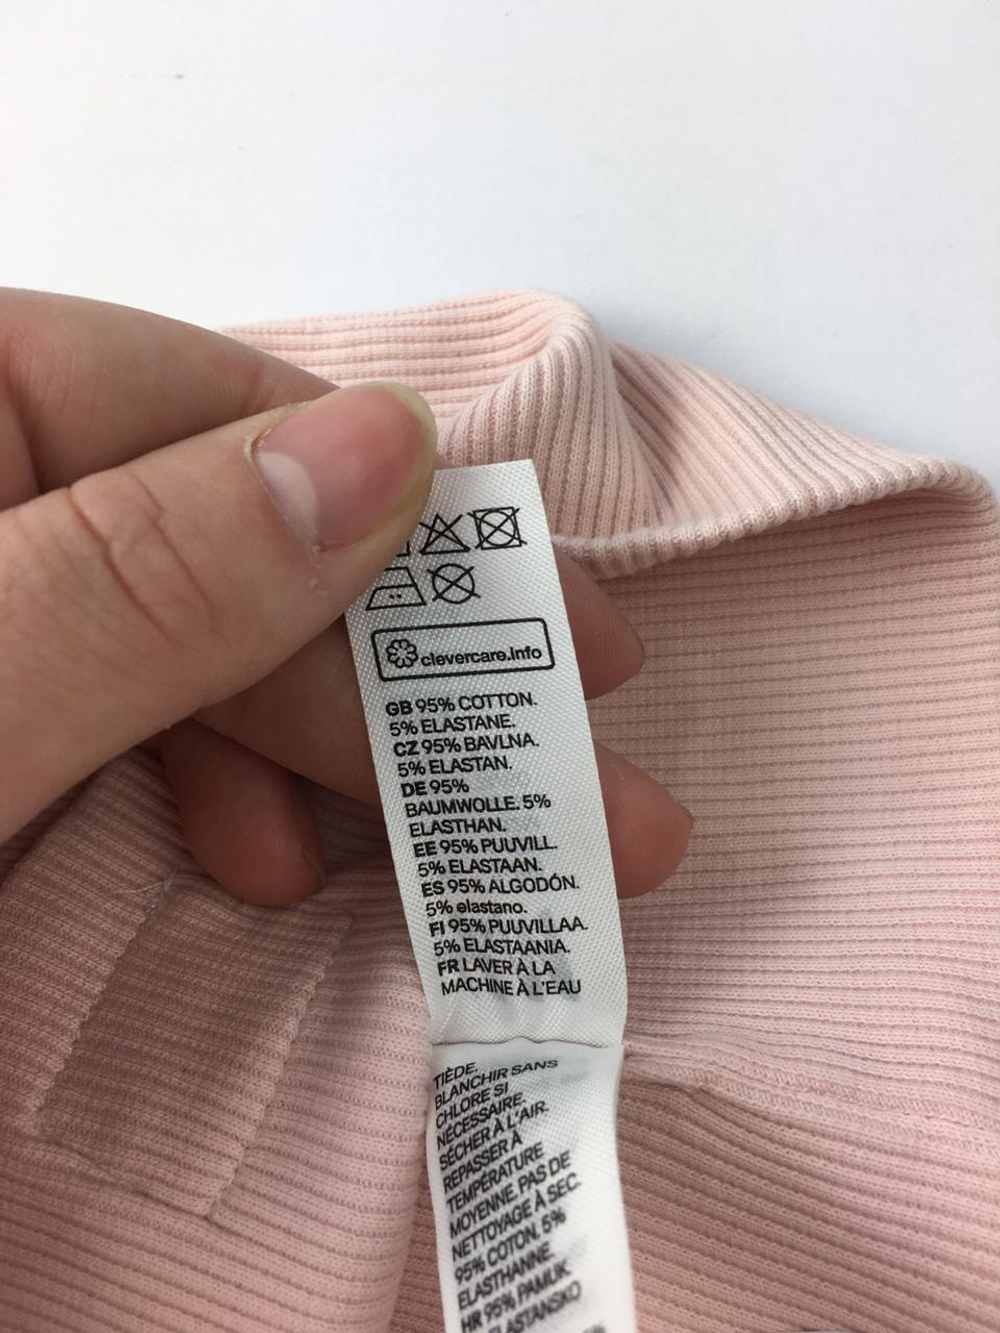 clevercare.info
GB 95% COTTON.
5% ELASTANE.
CZ 95% BAVLNA.
5% ELASTAN.
DE 95%
BAUMWOLLE. 5%
ELASTHAN.
EE 95% PUUVILL.
5% ELASTAAN.
ES 95% ALGODÓN.
5% elastano.
FI 95% PUUVILLAA.
5% ELASTAANIA.
FR LAVER À LA
MACHINE À L'EAU
TIÈDE.
BLANCHIR SANS
CHLORE SI
NÉCESSAIRE.
SÉCHER À L'AIR.
REPASSER À
TEMPÉRATURE
MOYENNE. PAS DE
NETTOYAGE À SEC.
95% COTON. 5%
ELASTHANNE.
HR 95% PAMUK.
ELASTANSKO